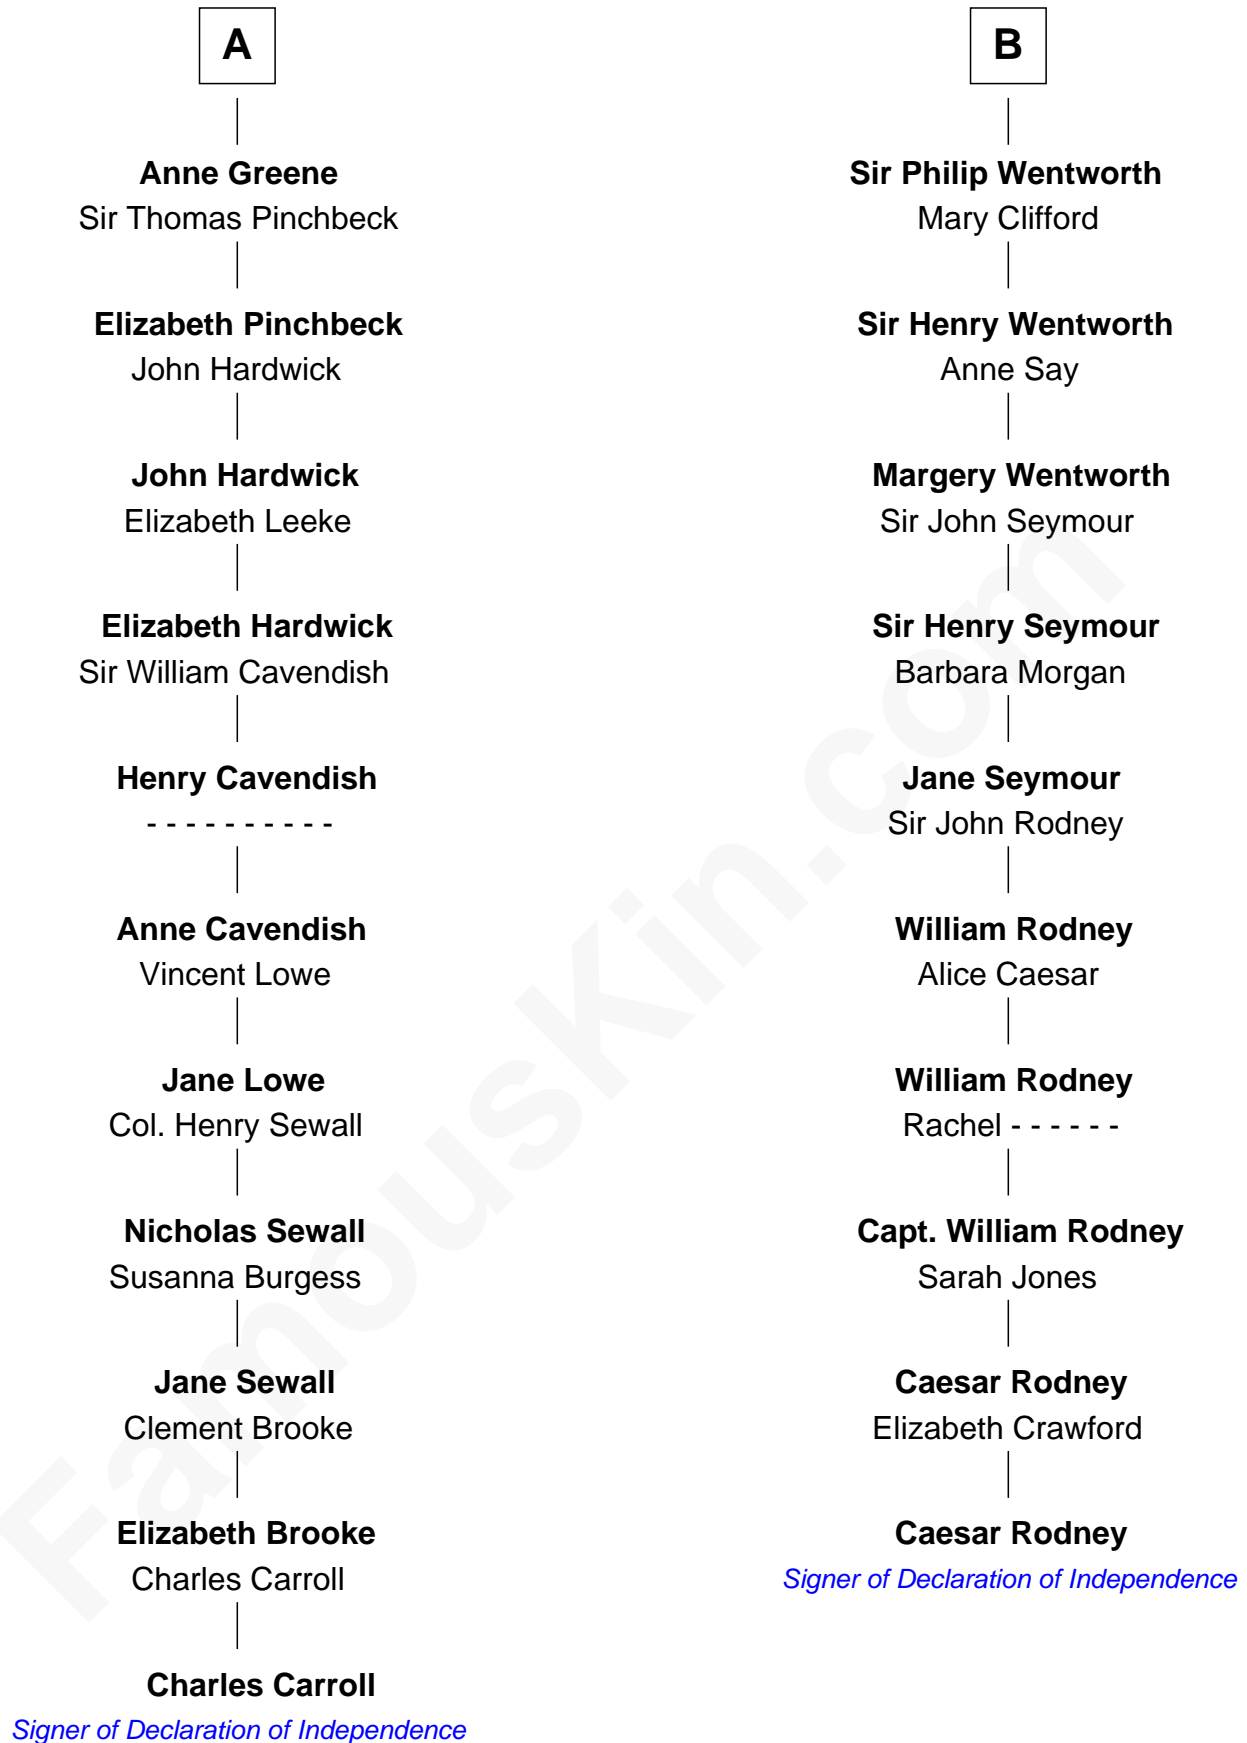 A
Anne Greene
Sir Thomas Pinchbeck
Elizabeth Pinchbeck
John Hardwick
John Hardwick
Elizabeth Leeke
Elizabeth Hardwick
Sir William Cavendish
Henry Cavendish
- - - - - - - - - -
Anne Cavendish
Vincent Lowe
Jane Lowe
Col. Henry Sewall
Nicholas Sewall
Susanna Burgess
Jane Sewall
Clement Brooke
Elizabeth Brooke
Charles Carroll
Charles Carroll
Signer of Declaration of Independence
B
Sir Philip Wentworth
Mary Clifford
Sir Henry Wentworth
Anne Say
Margery Wentworth
Sir John Seymour
Sir Henry Seymour
Barbara Morgan
Jane Seymour
Sir John Rodney
William Rodney
Alice Caesar
William Rodney
Rachel - - - - - -
Capt. William Rodney
Sarah Jones
Caesar Rodney
Elizabeth Crawford
Caesar Rodney
Signer of Declaration of Independence
FamousKin.com